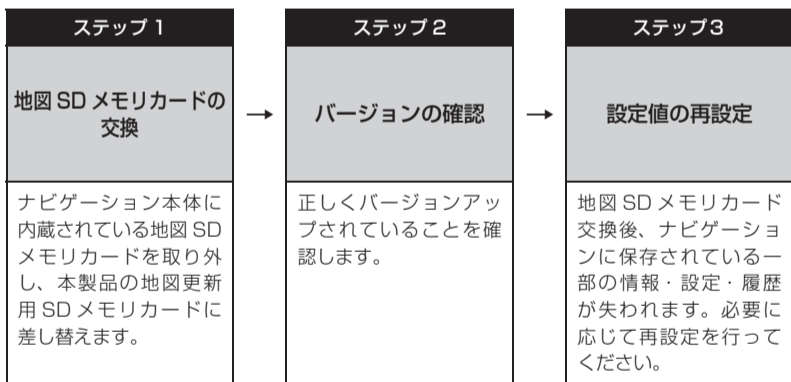 ステップ 1
地図 SD メモリカードの
交換
ナビゲーション本体に
内蔵されている地図 SD
メモリカードを取り外
し、本製品の地図更新
用 SD メモリカードに
差し替えます。
→
ステップ 2
バージョンの確認
正しくバージョンアッ
プされていることを確
認します。
→
ステップ3
設定値の再設定
地図 SD メモリカード
交換後、ナビゲーショ
ンに保存されている一
部の情報・設定・履歴
が失われます。必要に
応じて再設定を行って
ください。